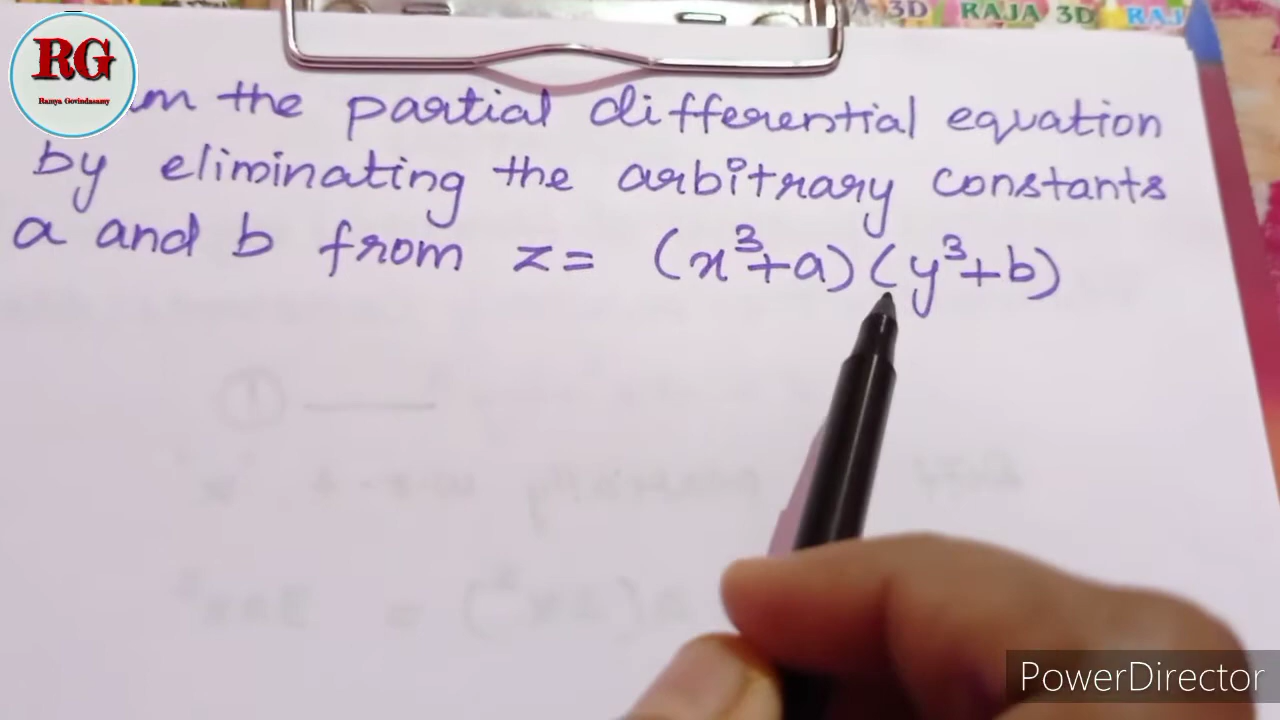 A 3D RAJA 3D RAJ
RG
Ramya Govindasamy
the partial differential equation
by eliminating the arbitrary constants
a and b from z = (x³+a)(y³+b)
PowerDirector